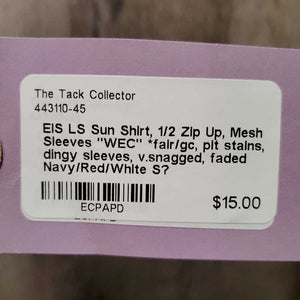 The Tack Collector
443110-45
EIS LS Sun Shirt, 1/2 Zip Up, Mesh
Sleeves "WEC" *fair/gc, pit stains,
dingy sleeves, v.snagged, faded
Navy/Red/White S?
$15.00
ECPAPD